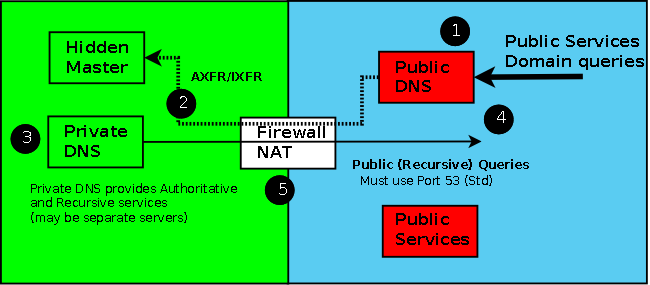 1
Hidden
Master
Public
DNS
Public Services
Domain queries
AXFR/IXFR
2
3
Private
DNS
Firewall
NAT
4
Public (Recursive) Queries
Must use Port 53 (Std)
5
Private DNS provides Authoritative
and Recursive services
(may be separate servers)
Public
Services